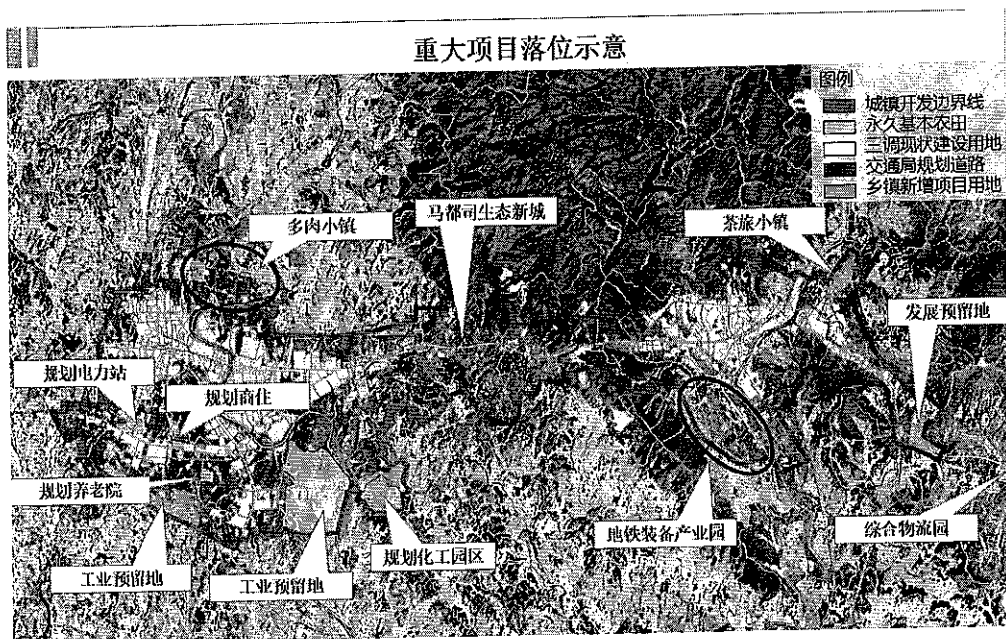 重大项目落位示意
图例
城镇开发边界线
永久基本农田
三调现状建设用地
交通局规划道路
乡镇新增项目用地
多肉小镇
马都司生态新城
茶旅小镇
发展预留地
规划电力站
规划商住
规划养老院
工业预留地
工业预留地
规划化工园区
地铁装备产业园
综合物流园